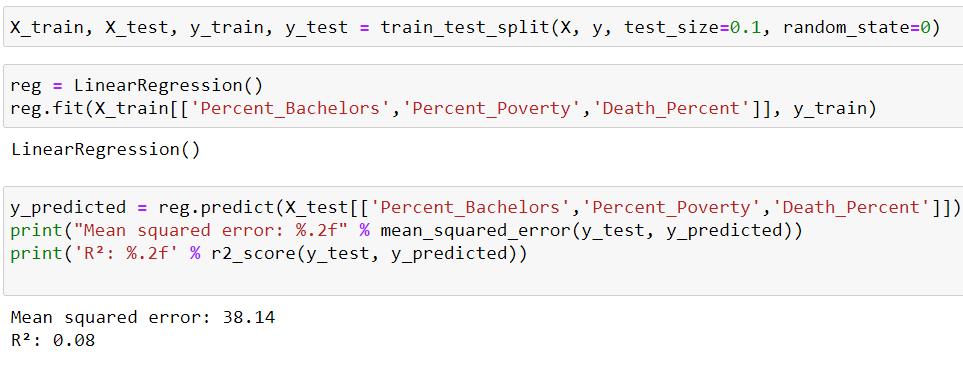 X_train, X_test, y_train, y_test = train_test_split(X, y, test_size=0.1, random_state=0)
reg = LinearRegression()
reg.fit(X_train[['Percent_Bachelors','Percent_Poverty','Death_Percent']], y_train)
LinearRegression()
y_predicted = reg.predict(X_test[['Percent_Bachelors','Percent_Poverty','Death_Percent']])
print("Mean squared error: %.2f" % mean_squared_error(y_test, y_predicted))
print('R²: %.2f' % r2_score(y_test, y_predicted))
Mean squared error: 38.14
R²: 0.08